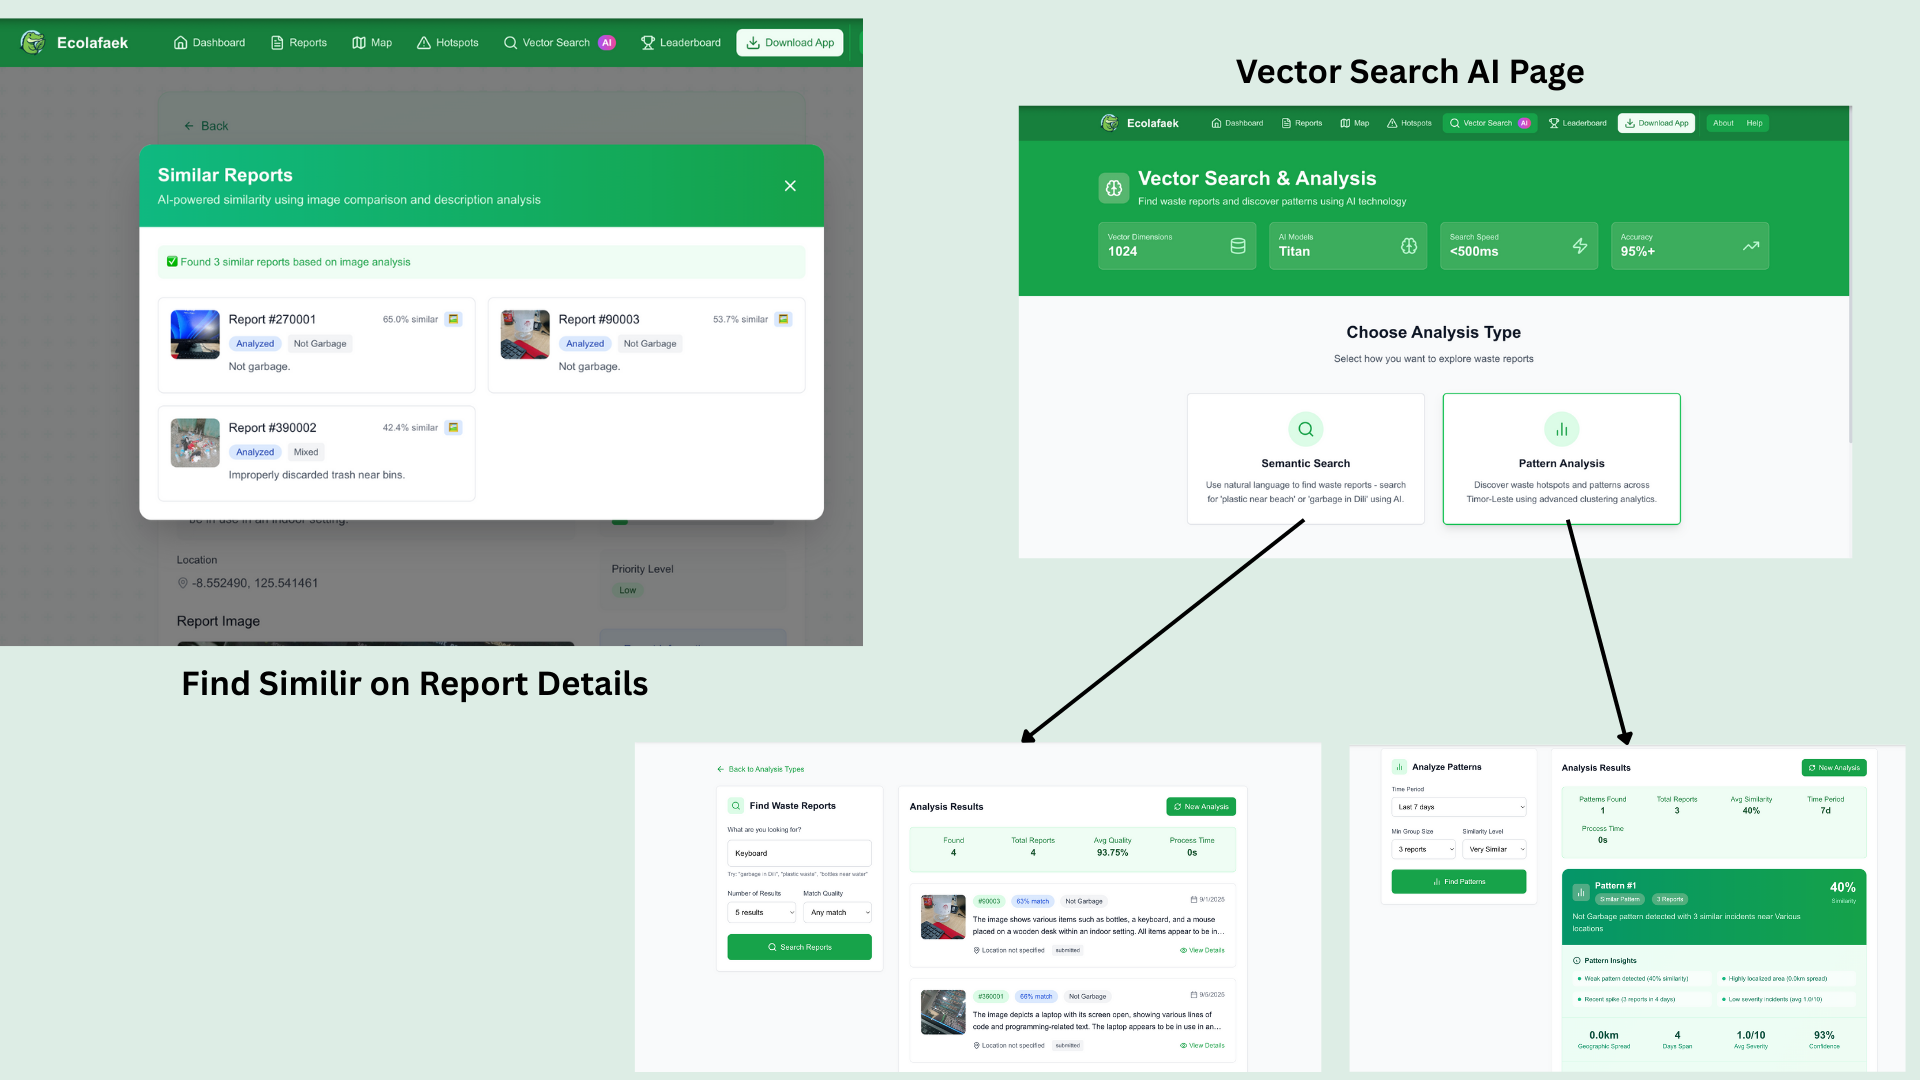 Ecolafaek
Dashboard
Reports
Map
Hotspots
Vector Search AI
Leaderboard
Download App
Back
Similar Reports
AI-powered similarity using image comparison and description analysis
✅ Found 3 similar reports based on image analysis
Report #270001
65.0% similar
Analyzed
Not Garbage
Not garbage.
Report #90003
53.7% similar
Analyzed
Not Garbage
Not garbage.
Report #390002
42.4% similar
Analyzed
Mixed
Improperly discarded trash near bins.
be in use in an indoor setting.
Location
-8.552490, 125.541461
Priority Level
Low
Report Image
Find Similir on Report Details
Vector Search AI Page
Ecolafaek
Dashboard
Reports
Map
Hotspots
Vector Search AI
Leaderboard
Download App
About
Help
Vector Search & Analysis
Find waste reports and discover patterns using AI technology
Vector Dimensions
1024
AI Models
Titan
Search Speed
<500ms
Accuracy
95%+
Choose Analysis Type
Select how you want to explore waste reports
Semantic Search
Use natural language to find waste reports - search
for 'plastic near beach' or 'garbage in Dili' using AI.
Pattern Analysis
Discover waste hotspots and patterns across
Timor-Leste using advanced clustering analytics.
Back to Analysis Types
Find Waste Reports
What are you looking for?
Keyboard
Try: "garbage in Dili", "plastic waste", "bottles near water"
Number of Results
Match Quality
5 results
Any match
Search Reports
Analysis Results
New Analysis
Found
4
Total Reports
4
Avg Quality
93.75%
Process Time
0s
#90003
63% match
Not Garbage
9/1/2025
The image shows various items such as bottles, a keyboard, and a mouse
placed on a wooden desk within an indoor setting. All items appear to be in...
Location not specified
submitted
View Details
#360001
66% match
Not Garbage
9/5/2025
The image depicts a laptop with its screen open, showing various lines of
code and programming-related text. The laptop appears to be in use in an...
Location not specified
submitted
View Details
Analyze Patterns
Time Period
Last 7 days
Min Group Size
Similarity Level
3 reports
Very Similar
Find Patterns
Analysis Results
New Analysis
Patterns Found
1
Total Reports
3
Avg Similarity
40%
Time Period
7d
Process Time
0s
Pattern #1
Similar Pattern
3 Reports
40%
Similarity
Not Garbage pattern detected with 3 similar incidents near Various
locations
Pattern Insights
Weak pattern detected (40% similarity)
Highly localized area (0.0km spread)
Recent spike (3 reports in 4 days)
Low severity incidents (avg 1.0/10)
0.0km
Geographic Spread
4
Days Span
1.0/10
Avg Severity
93%
Confidence